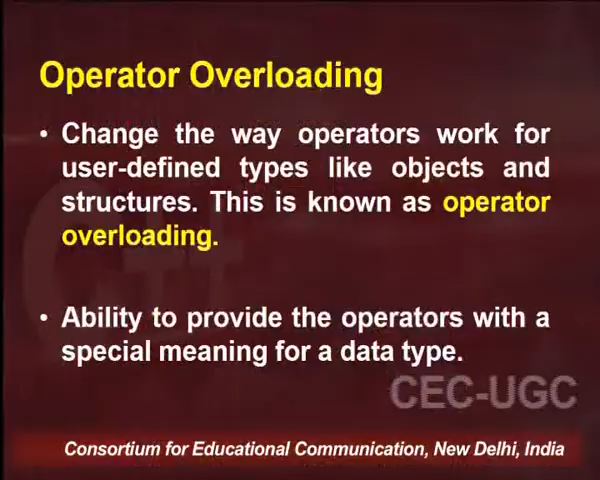 Operator Overloading
• Change the way operators work for
user-defined types like objects and
structures. This is known as operator
overloading.
• Ability to provide the operators with a
special meaning for a data type.
CEC-UGC
Consortium for Educational Communication, New Delhi, India
C++